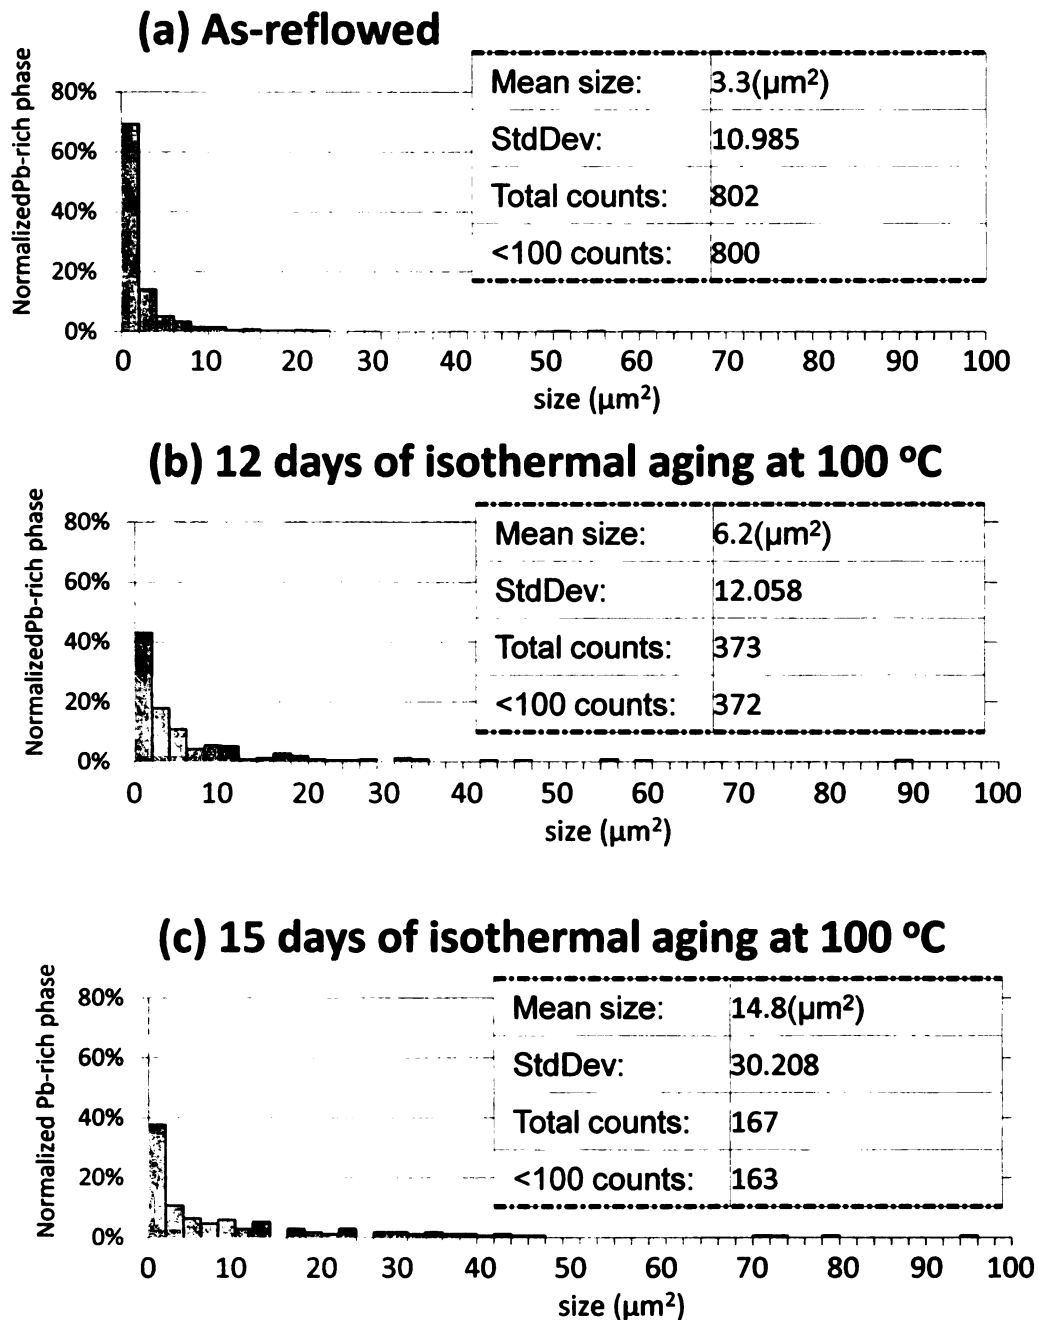 (a) As-reflowed
NormalizedPb-rich phase
80%
60%
40%
20%
0%
Mean size: 3.3(µm²)
StdDev: 10.985
Total counts: 802
<100 counts: 800
0 10 20 30 40 50 60 70 80 90 100
size (µm²)
(b) 12 days of isothermal aging at 100 ºC
NormalizedPb-rich phase
80%
60%
40%
20%
0%
Mean size: 6.2(µm²)
StdDev: 12.058
Total counts: 373
<100 counts: 372
0 10 20 30 40 50 60 70 80 90 100
size (µm²)
(c) 15 days of isothermal aging at 100 ºC
Normalized Pb-rich phase
80%
60%
40%
20%
0%
Mean size: 14.8(µm²)
StdDev: 30.208
Total counts: 167
<100 counts: 163
0 10 20 30 40 50 60 70 80 90 100
size (µm²)